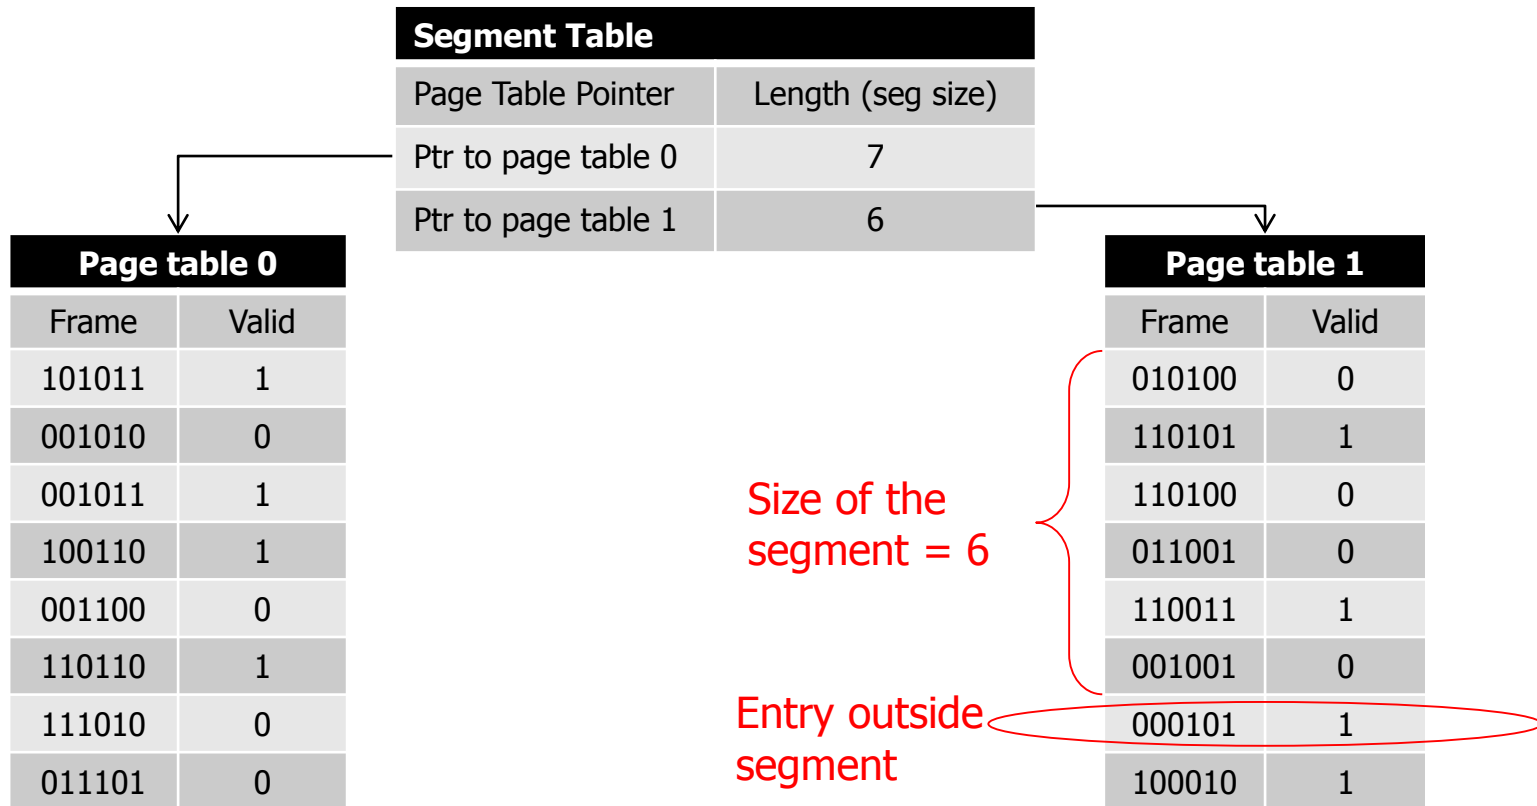 Segment Table
Page Table Pointer Length (seg size)
Ptr to page table 0 7
Ptr to page table 1 6
Page table 0
Frame Valid
101011 1
001010 0
001011 1
100110 1
001100 0
110110 1
111010 0
011101 0
Size of the
segment = 6
Entry outside
segment
Page table 1
Frame Valid
010100 0
110101 1
110100 0
011001 0
110011 1
001001 0
000101 1
100010 1